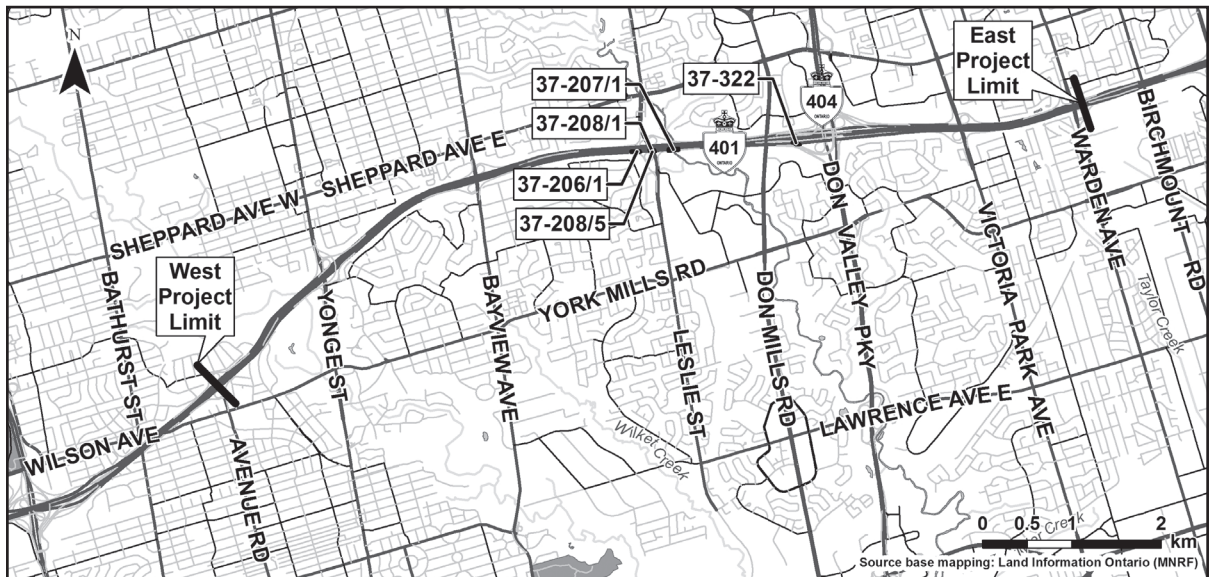 N
East
Project
Limit
37-207/1
37-322
404
ONTARIO
37-208/1
401
ONTARIO
37-206/1
37-208/5
SHEPPARD AVE W
SHEPPARD AVE E
BIRCHMOUNT RD
WARDEN AVE
West
Project
Limit
BATHURST ST
YONGE ST
BAYVIEW AVE
YORK MILLS RD
LESLIE ST
DON MILLS RD
DON VALLEY PKY
VICTORIA PARK AVE
Taylor Creek
LAWRENCE AVE E
WILSON AVE
AVENUE RD
Wilket Creek
Creek
0 0.5 1 2
km
Source base mapping: Land Information Ontario (MNRF)